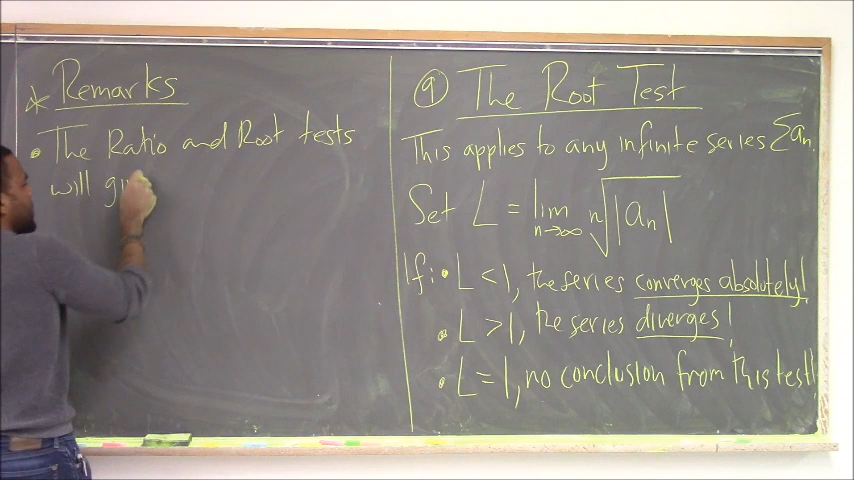 * Remarks
• The Ratio and Root tests
will
⑨ The Root Test
This applies to any infinite series Σaₙ.
Set L = lim n→∞ ⁿ√|aₙ|
If: • L < 1, the series converges absolutely!
• L > 1, the series diverges!
• L = 1, no conclusion from this test!